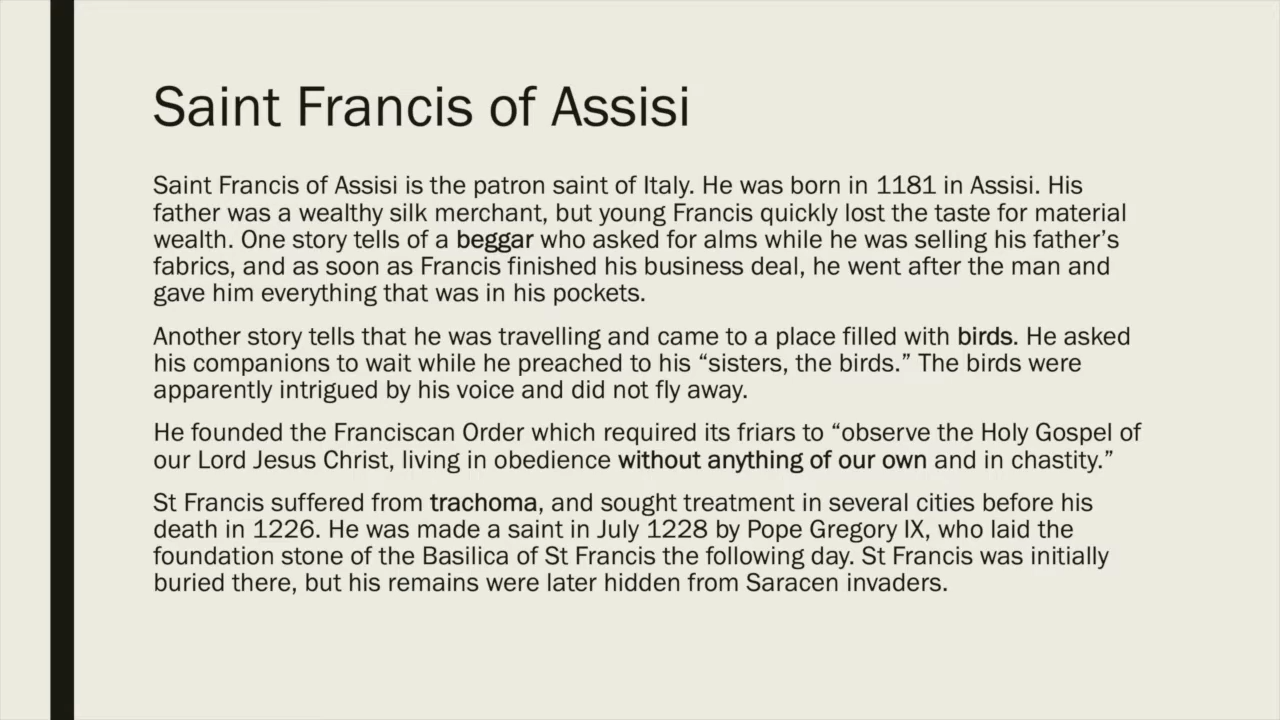 Saint Francis of Assisi
Saint Francis of Assisi is the patron saint of Italy. He was born in 1181 in Assisi. His
father was a wealthy silk merchant, but young Francis quickly lost the taste for material
wealth. One story tells of a beggar who asked for alms while he was selling his father’s
fabrics, and as soon as Francis finished his business deal, he went after the man and
gave him everything that was in his pockets.
Another story tells that he was travelling and came to a place filled with birds. He asked
his companions to wait while he preached to his “sisters, the birds.” The birds were
apparently intrigued by his voice and did not fly away.
He founded the Franciscan Order which required its friars to “observe the Holy Gospel of
our Lord Jesus Christ, living in obedience without anything of our own and in chastity.”
St Francis suffered from trachoma, and sought treatment in several cities before his
death in 1226. He was made a saint in July 1228 by Pope Gregory IX, who laid the
foundation stone of the Basilica of St Francis the following day. St Francis was initially
buried there, but his remains were later hidden from Saracen invaders.